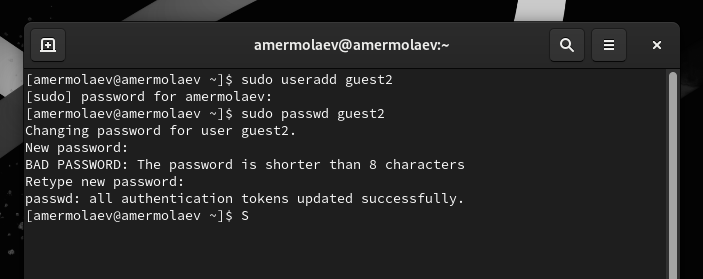 amermolaev@amermolaev:~
[amermolaev@amermolaev ~]$ sudo useradd guest2
[sudo] password for amermolaev:
[amermolaev@amermolaev ~]$ sudo passwd guest2
Changing password for user guest2.
New password:
BAD PASSWORD: The password is shorter than 8 characters
Retype new password:
passwd: all authentication tokens updated successfully.
[amermolaev@amermolaev ~]$ S